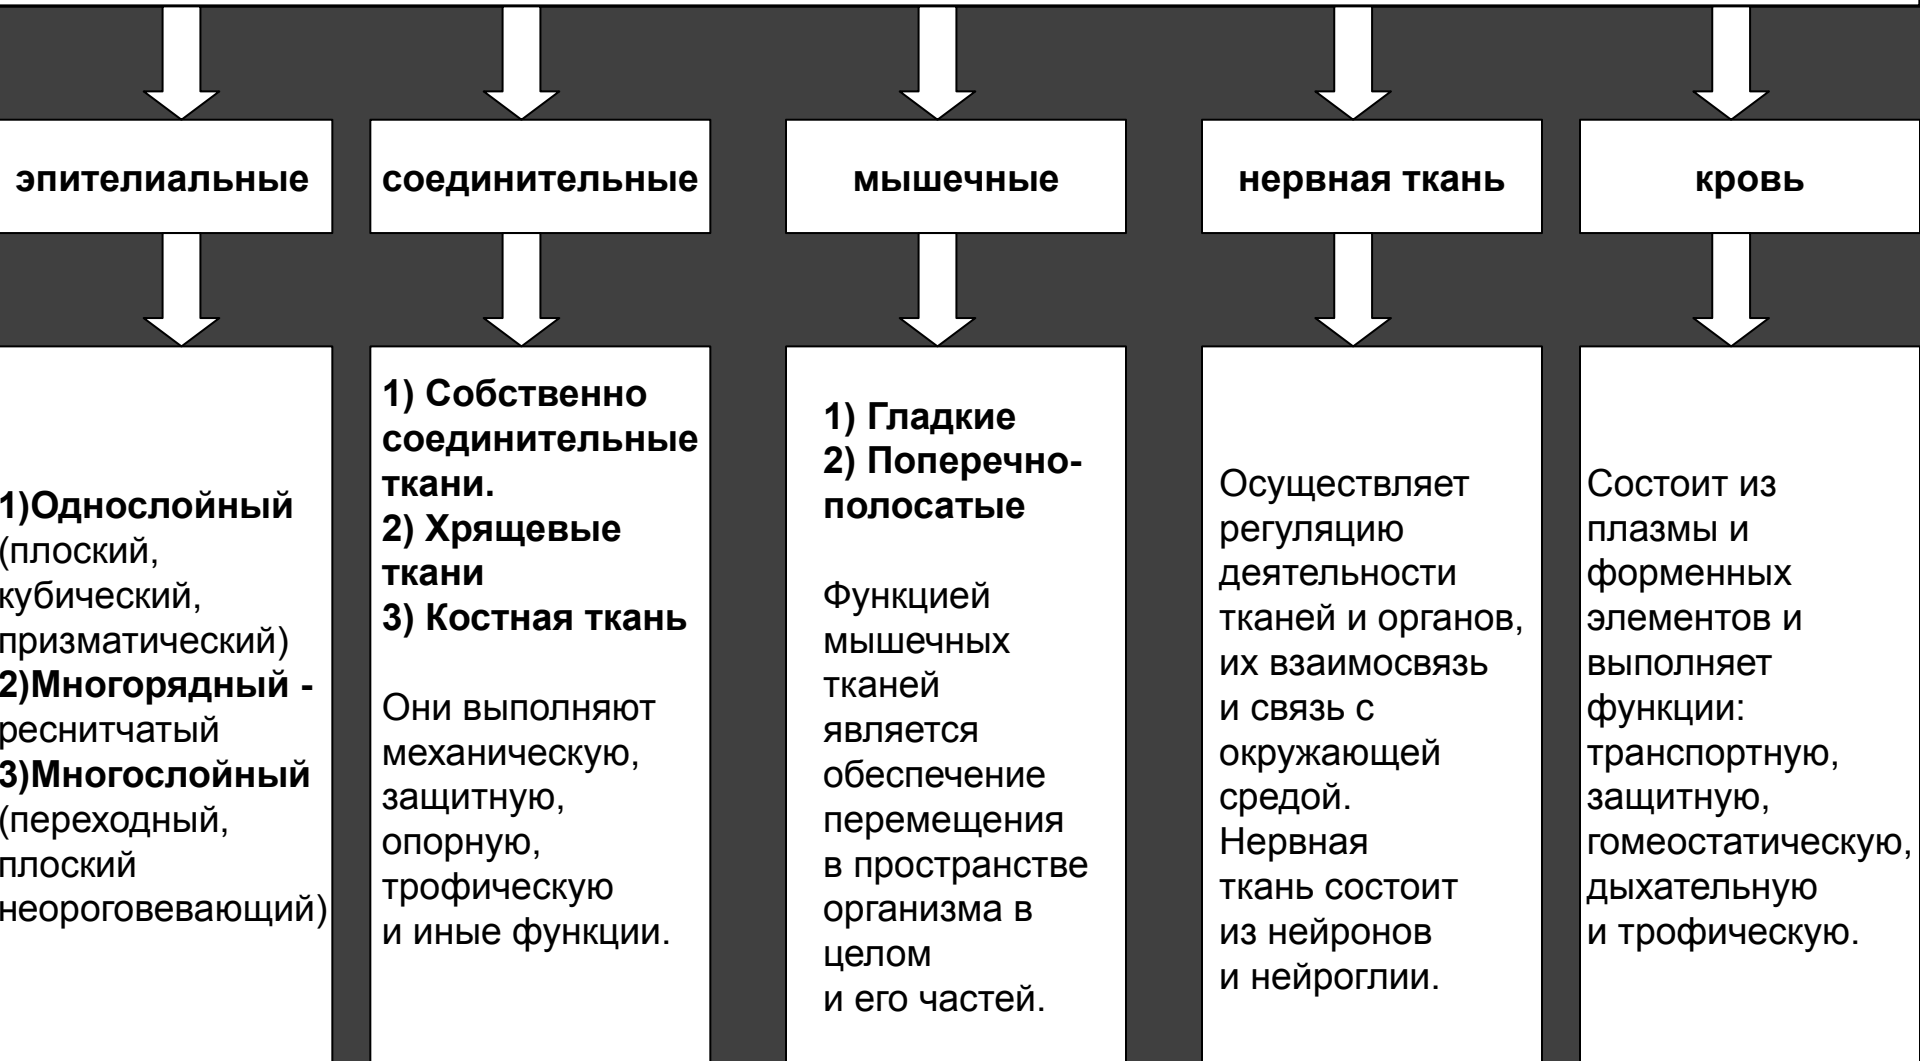 эпителиальные
соединительные
мышечные
нервная ткань
кровь
1)Однослойный
(плоский,
кубический,
призматический)
2)Многорядный -
реснитчатый
3)Многослойный
(переходный,
плоский
неороговевающий)
1) Собственно
соединительные
ткани.
2) Хрящевые
ткани
3) Костная ткань
Они выполняют
механическую,
защитную,
опорную,
трофическую
и иные функции.
1) Гладкие
2) Поперечно-
полосатые
Функцией
мышечных
тканей
является
обеспечение
перемещения
в пространстве
организма в
целом
и его частей.
Осуществляет
регуляцию
деятельности
тканей и органов,
их взаимосвязь
и связь с
окружающей
средой.
Нервная
ткань состоит
из нейронов
и нейроглии.
Состоит из
плазмы и
форменных
элементов и
выполняет
функции:
транспортную,
защитную,
гомеостатическую,
дыхательную
и трофическую.